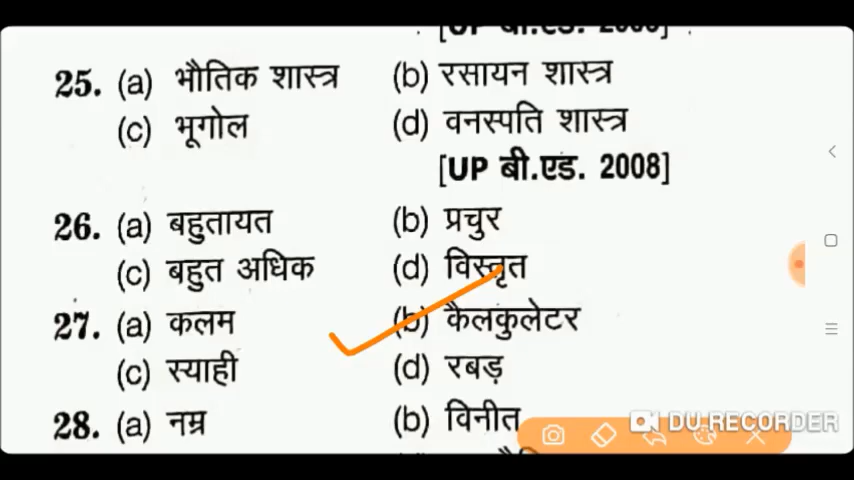 25. (a) भौतिक शास्त्र (b) रसायन शास्त्र
(c) भूगोल (d) वनस्पति शास्त्र
[UP बी.एड. 2008]
26. (a) बहुतायत (b) प्रचुर
(c) बहुत अधिक (d) विस्तृत
27. (a) कलम (b) कैलकुलेटर
(c) स्याही (d) रबड़
28. (a) नम्र (b) विनीत
DU RECORDER